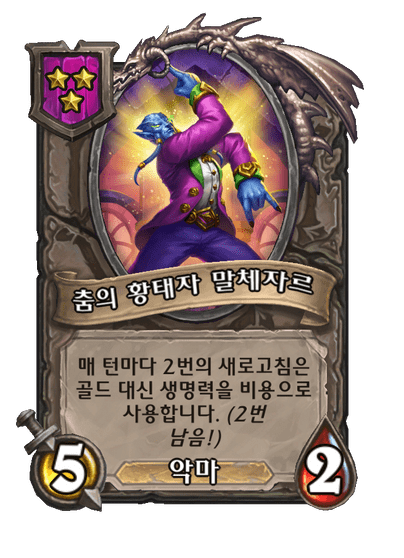 춤의 황태자 말체자르
매 턴마다 2번의 새로고침은
골드 대신 생명력을 비용으로
사용합니다. (2번
남음!)
5
악마
2